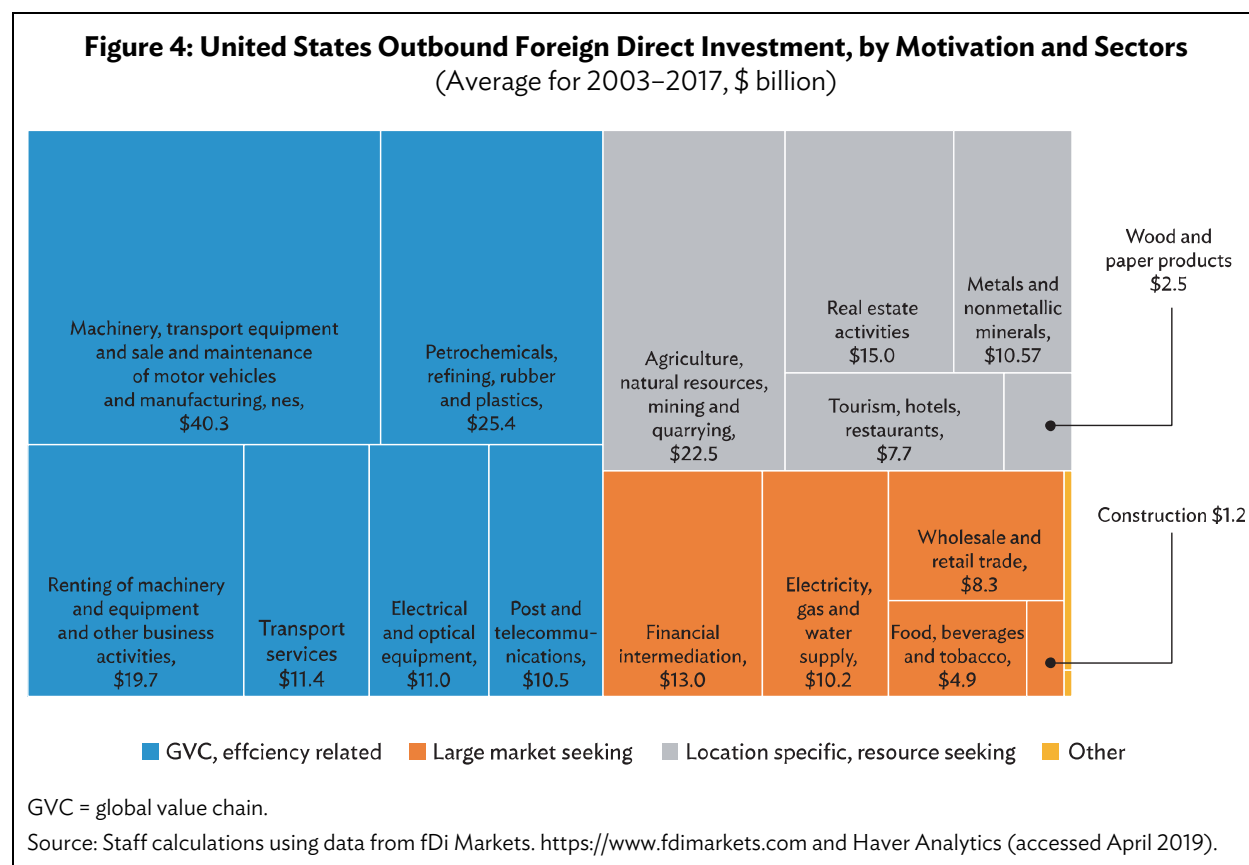 Figure 4: United States Outbound Foreign Direct Investment, by Motivation and Sectors
(Average for 2003–2017, $ billion)
Machinery, transport equipment
and sale and maintenance
of motor vehicles
and manufacturing, nes,
$40.3
Petrochemicals,
refining, rubber
and plastics,
$25.4
Agriculture,
natural resources,
mining and
quarrying,
$22.5
Real estate
activities
$15.0
Metals and
nonmetallic
minerals,
$10.57
Wood and
paper products
$2.5
Tourism, hotels,
restaurants,
$7.7
Renting of machinery
and equipment
and other business
activities,
$19.7
Transport
services
$11.4
Electrical
and optical
equipment,
$11.0
Post and
telecommu-
nications,
$10.5
Financial
intermediation,
$13.0
Electricity,
gas and
water
supply,
$10.2
Wholesale and
retail trade,
$8.3
Food, beverages
and tobacco,
$4.9
Construction $1.2
GVC, effciency related
Large market seeking
Location specific, resource seeking
Other
GVC = global value chain.
Source: Staff calculations using data from fDi Markets. https://www.fdimarkets.com and Haver Analytics (accessed April 2019).